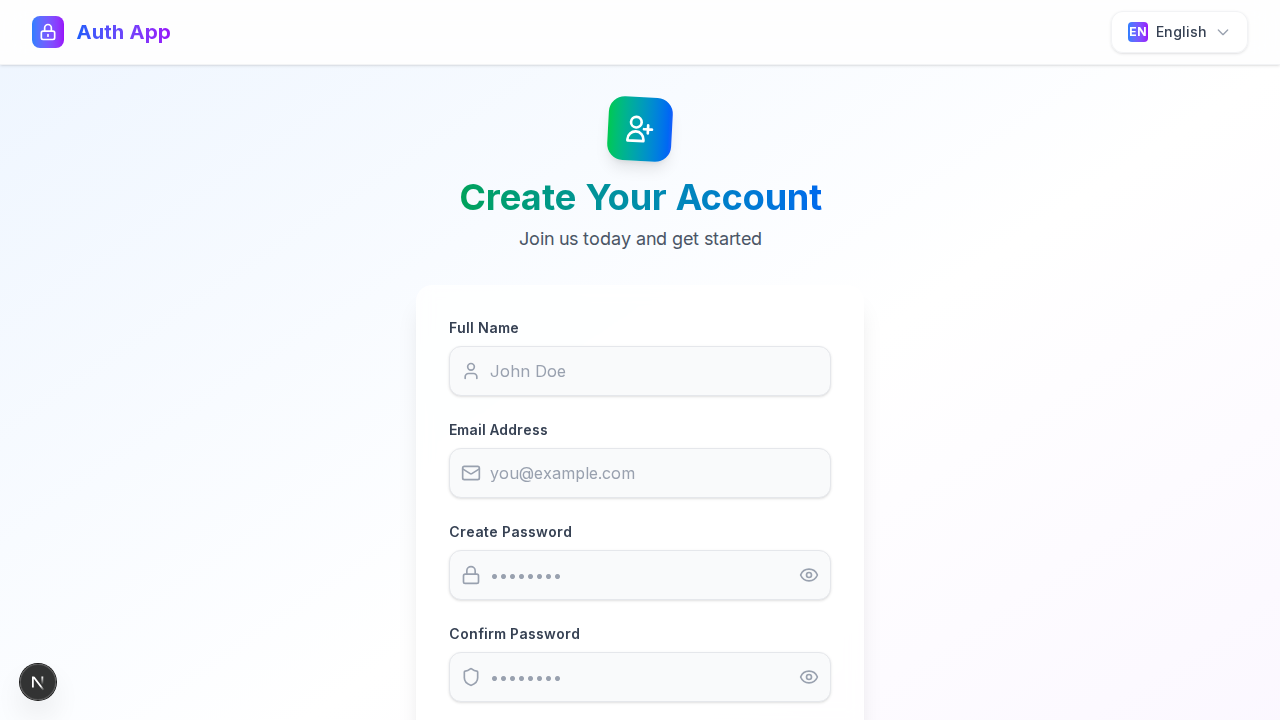 Auth App
EN English
Create Your Account
Join us today and get started
Full Name
John Doe
Email Address
you@example.com
Create Password
••••••••
Confirm Password
••••••••
N